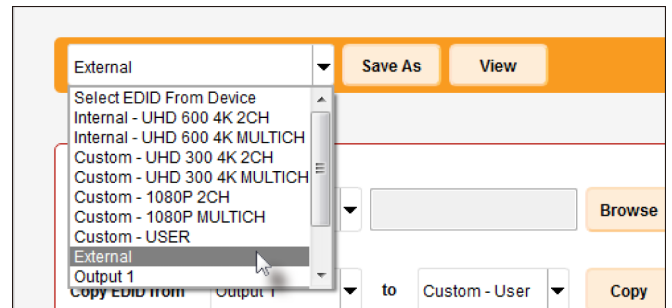 External Save As View
Select EDID From Device
Internal - UHD 600 4K 2CH
Internal - UHD 600 4K MULTICH
Custom - UHD 300 4K 2CH
Custom - UHD 300 4K MULTICH
Custom - 1080P 2CH
Custom - 1080P MULTICH
Browse
Custom - USER
External
Output 1
Copy EDID from Output 1 to Custom - User Copy